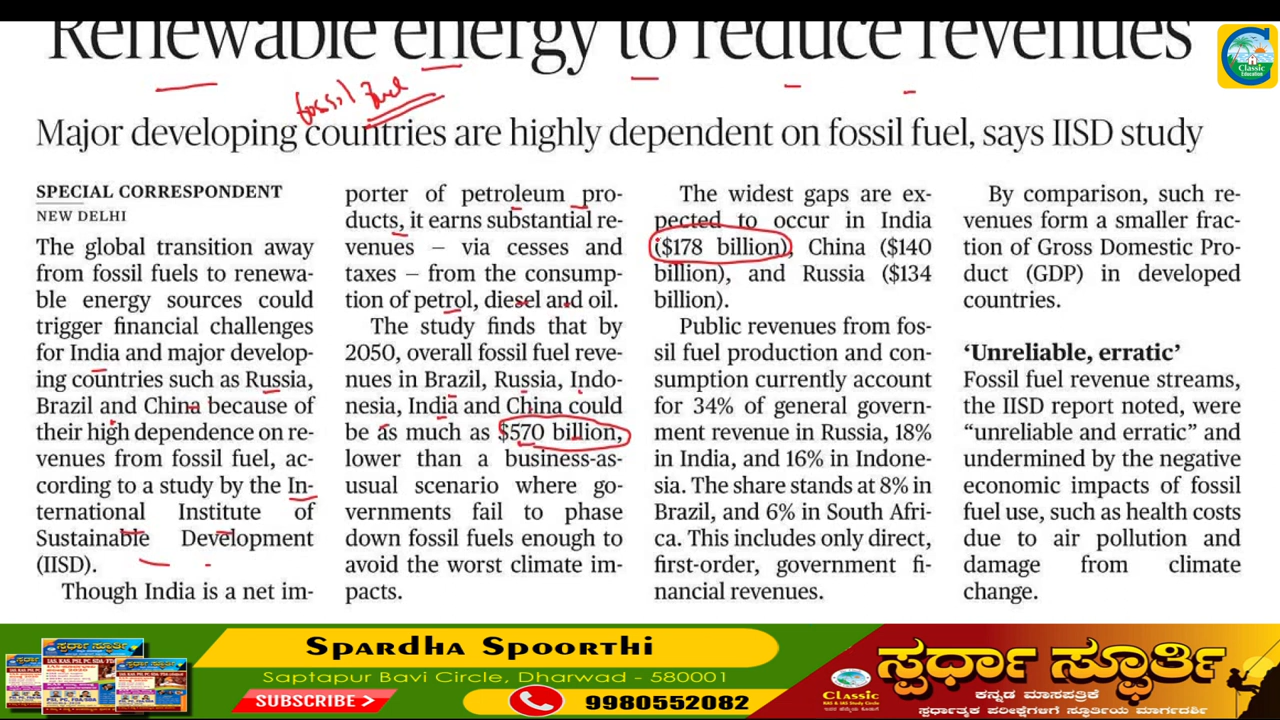 Renewable energy to reduce revenues
fossil fuel
Classic
Education
Major developing countries are highly dependent on fossil fuel, says IISD study
SPECIAL CORRESPONDENT
NEW DELHI
The global transition away
from fossil fuels to renewa-
ble energy sources could
trigger financial challenges
for India and major develop-
ing countries such as Russia,
Brazil and China because of
their high dependence on re-
venues from fossil fuel, ac-
cording to a study by the In-
ternational Institute of
Sustainable Development
(IISD).
Though India is a net im-
porter of petroleum pro-
ducts, it earns substantial re-
venues – via cesses and
taxes – from the consump-
tion of petrol, diesel and oil.
The study finds that by
2050, overall fossil fuel reve-
nues in Brazil, Russia, Indo-
nesia, India and China could
be as much as $570 billion,
lower than a business-as-
usual scenario where go-
vernments fail to phase
down fossil fuels enough to
avoid the worst climate im-
pacts.
The widest gaps are ex-
pected to occur in India
($178 billion), China ($140
billion), and Russia ($134
billion).
Public revenues from fos-
sil fuel production and con-
sumption currently account
for 34% of general govern-
ment revenue in Russia, 18%
in India, and 16% in Indone-
sia. The share stands at 8% in
Brazil, and 6% in South Afri-
ca. This includes only direct,
first-order, government fi-
nancial revenues.
By comparison, such re-
venues form a smaller frac-
tion of Gross Domestic Pro-
duct (GDP) in developed
countries.
‘Unreliable, erratic’
Fossil fuel revenue streams,
the IISD report noted, were
“unreliable and erratic” and
undermined by the negative
economic impacts of fossil
fuel use, such as health costs
due to air pollution and
damage from climate
change.
Spardha Spoorthi
Saptapur Bavi Circle, Dharwad - 580001
SUBSCRIBE >
9980552082
Classic
ಸ್ಪರ್ಧಾ ಸ್ಫೂರ್ತಿ
ಕನ್ನಡ ಮಾಸಪತ್ರಿಕೆ
ಸ್ಪರ್ಧಾತ್ಮಕ ಪರೀಕ್ಷೆಗಳಿಗೆ ಸ್ಫೂರ್ತಿಯ ಮಾರ್ಗದರ್ಶಿ